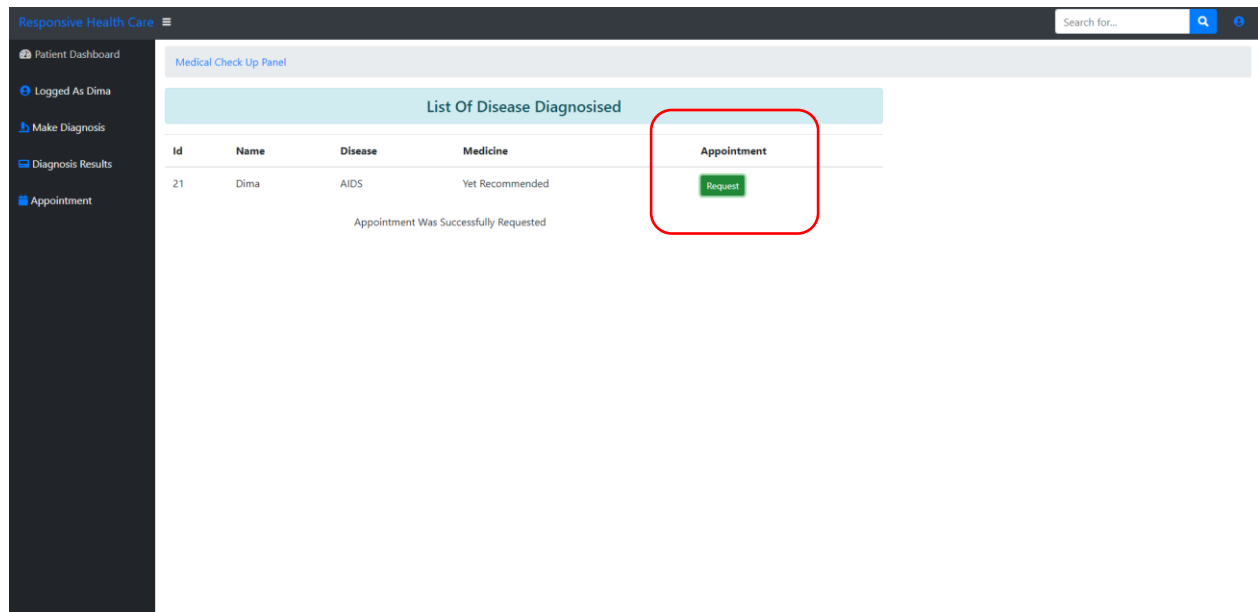 Responsive Health Care
Search for...
Patient Dashboard
Logged As Dima
Make Diagnosis
Diagnosis Results
Appointment
Medical Check Up Panel
List Of Disease Diagnosised
Id Name Disease Medicine Appointment
21 Dima AIDS Yet Recommended Request
Appointment Was Successfully Requested